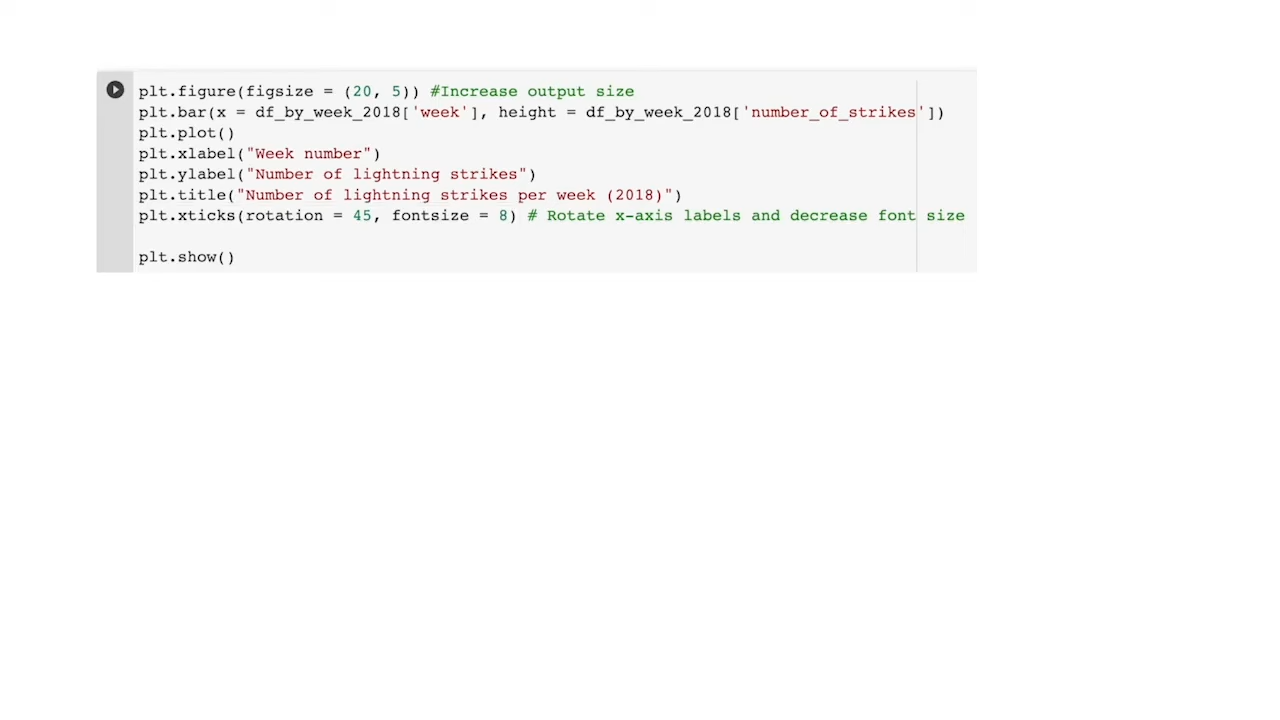 plt.figure(figsize = (20, 5)) #Increase output size
plt.bar(x = df_by_week_2018['week'], height = df_by_week_2018['number_of_strikes'])
plt.plot()
plt.xlabel("Week number")
plt.ylabel("Number of lightning strikes")
plt.title("Number of lightning strikes per week (2018)")
plt.xticks(rotation = 45, fontsize = 8) # Rotate x-axis labels and decrease font size
plt.show()